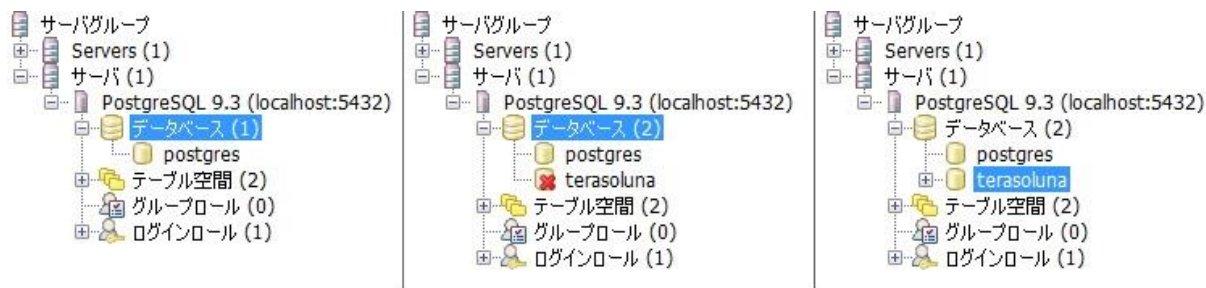 サーバグループ
Servers (1)
サーバ (1)
PostgreSQL 9.3 (localhost:5432)
データベース (1)
postgres
テーブル空間 (2)
グループロール (0)
ログインロール (1)
サーバグループ
Servers (1)
サーバ (1)
PostgreSQL 9.3 (localhost:5432)
データベース (2)
postgres
terasoluna
テーブル空間 (2)
グループロール (0)
ログインロール (1)
サーバグループ
Servers (1)
サーバ (1)
PostgreSQL 9.3 (localhost:5432)
データベース (2)
postgres
terasoluna
テーブル空間 (2)
グループロール (0)
ログインロール (1)